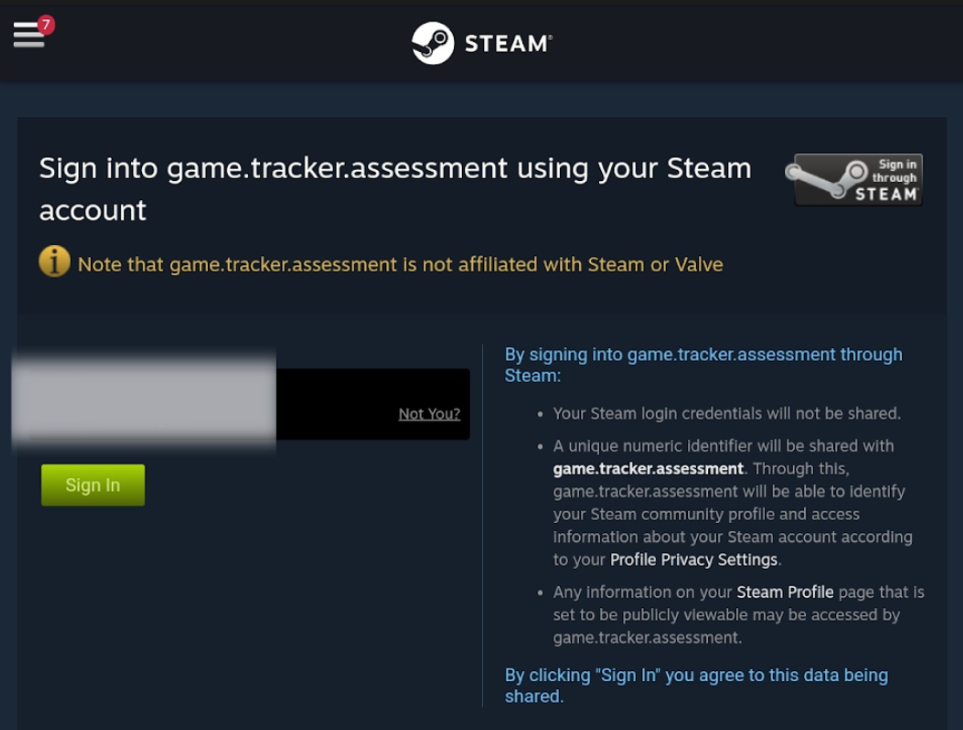 7
STEAM®
Sign into game.tracker.assessment using your Steam
account
Sign in
through
STEAM
i Note that game.tracker.assessment is not affiliated with Steam or Valve
Not You?
Sign In
By signing into game.tracker.assessment through
Steam:
• Your Steam login credentials will not be shared.
• A unique numeric identifier will be shared with
game.tracker.assessment. Through this,
game.tracker.assessment will be able to identify
your Steam community profile and access
information about your Steam account according
to your Profile Privacy Settings.
• Any information on your Steam Profile page that is
set to be publicly viewable may be accessed by
game.tracker.assessment.
By clicking "Sign In" you agree to this data being
shared.